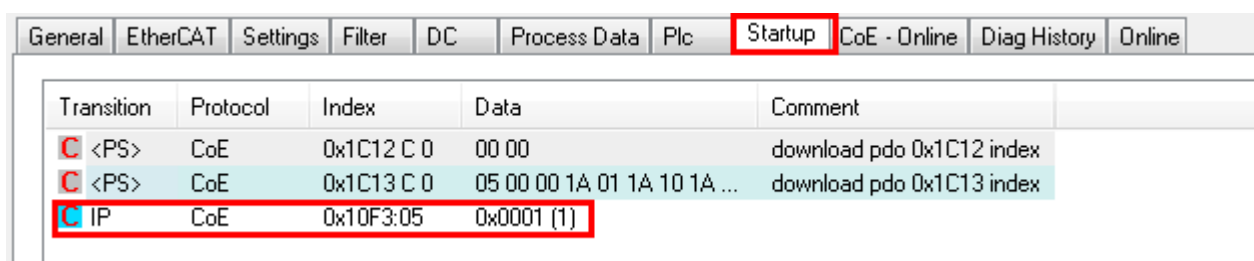 General EtherCAT Settings Filter DC Process Data Plc Startup CoE - Online Diag History Online
Transition Protocol Index Data Comment
C <PS> CoE 0x1C12 C 0 00 00 download pdo 0x1C12 index
C <PS> CoE 0x1C13 C 0 05 00 00 1A 01 1A 10 1A ... download pdo 0x1C13 index
C IP CoE 0x10F3:05 0x0001 (1)